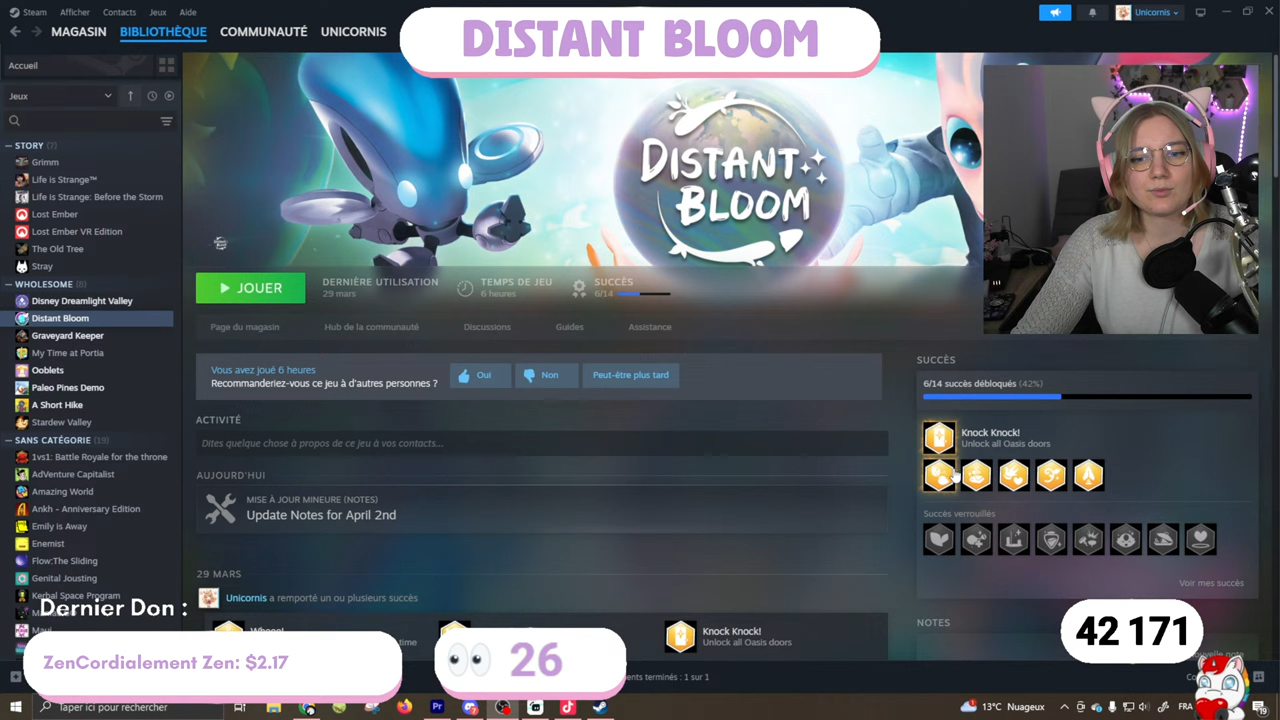 Steam Afficher Contacts Jeux Aide
Unicornis
MAGASIN BIBLIOTHÈQUE COMMUNAUTÉ UNICORNIS
DISTANT BLOOM
Accueil
Jeux
STORY (7)
Grimm
Life is Strange™
Life is Strange: Before the Storm
Lost Ember
Lost Ember VR Edition
The Old Tree
Stray
WHOLESOME (8)
Disney Dreamlight Valley
Distant Bloom
Graveyard Keeper
My Time at Portia
Ooblets
Paleo Pines Demo
A Short Hike
Stardew Valley
SANS CATÉGORIE (19)
1vs1: Battle Royale for the throne
AdVenture Capitalist
Amazing World
Ankh - Anniversary Edition
Emily is Away
Enemist
Flow:The Sliding
Genital Jousting
Kerbal Space Program
DISTANT
BLOOM
JOUER
DERNIÈRE UTILISATION
29 mars
TEMPS DE JEU
6 heures
SUCCÈS
6/14
Page du magasin Hub de la communauté Discussions Guides Assistance
Vous avez joué 6 heures
Recommanderiez-vous ce jeu à d'autres personnes ?
Oui Non Peut-être plus tard
ACTIVITÉ
Dites quelque chose à propos de ce jeu à vos contacts...
AUJOURD'HUI
MISE À JOUR MINEURE (NOTES)
Update Notes for April 2nd
29 MARS
Unicornis a remporté un ou plusieurs succès
time
Knock Knock!
Unlock all Oasis doors
SUCCÈS
6/14 succès débloqués (42%)
Knock Knock!
Unlock all Oasis doors
Succès verrouillés
Voir mes succès
NOTES
Dernier Don :
ZenCordialement Zen: $2.17
26
42 171
ments terminés : 1 sur 1
Taper ici pour rechercher
13°C Nuageux
FRA